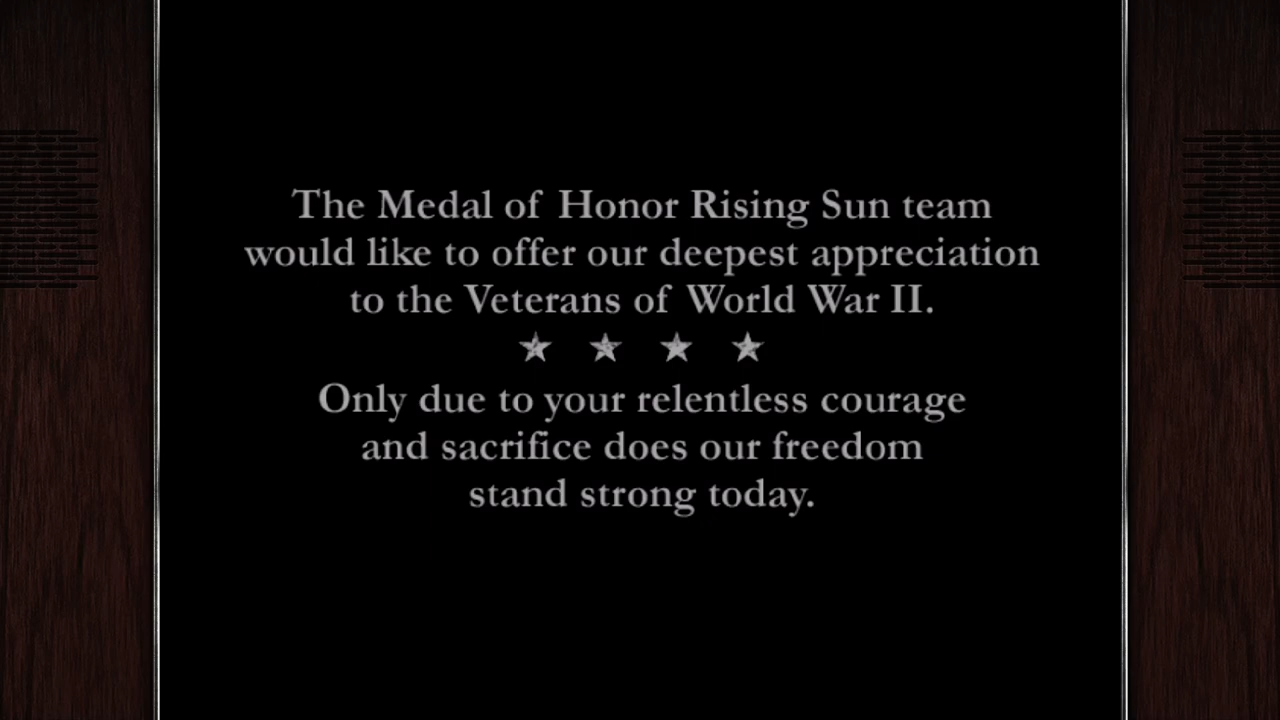 The Medal of Honor Rising Sun team
would like to offer our deepest appreciation
to the Veterans of World War II.
★ ★ ★ ★
Only due to your relentless courage
and sacrifice does our freedom
stand strong today.